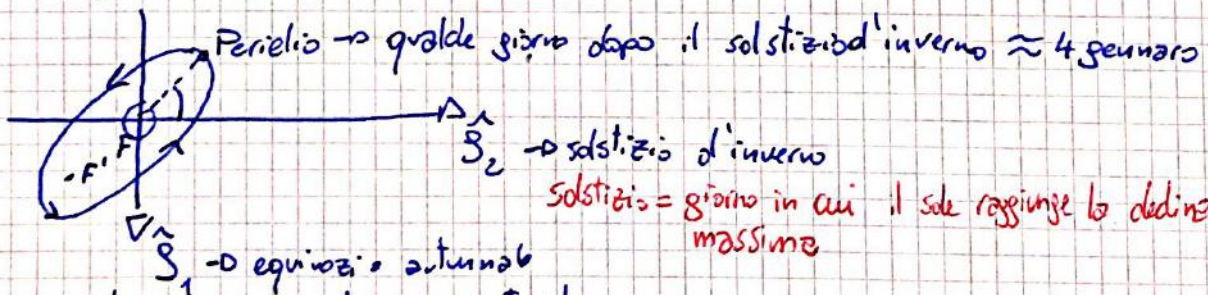 Perielio → qualche giorno dopo il solstizio d'inverno ≈ 4 gennaio
F
F'
Ŝ₂ → solstizio d'inverno
solstizio = giorno in cui il sole raggiunge la declina
massima
Ŝ₁ → equinozio autunnale